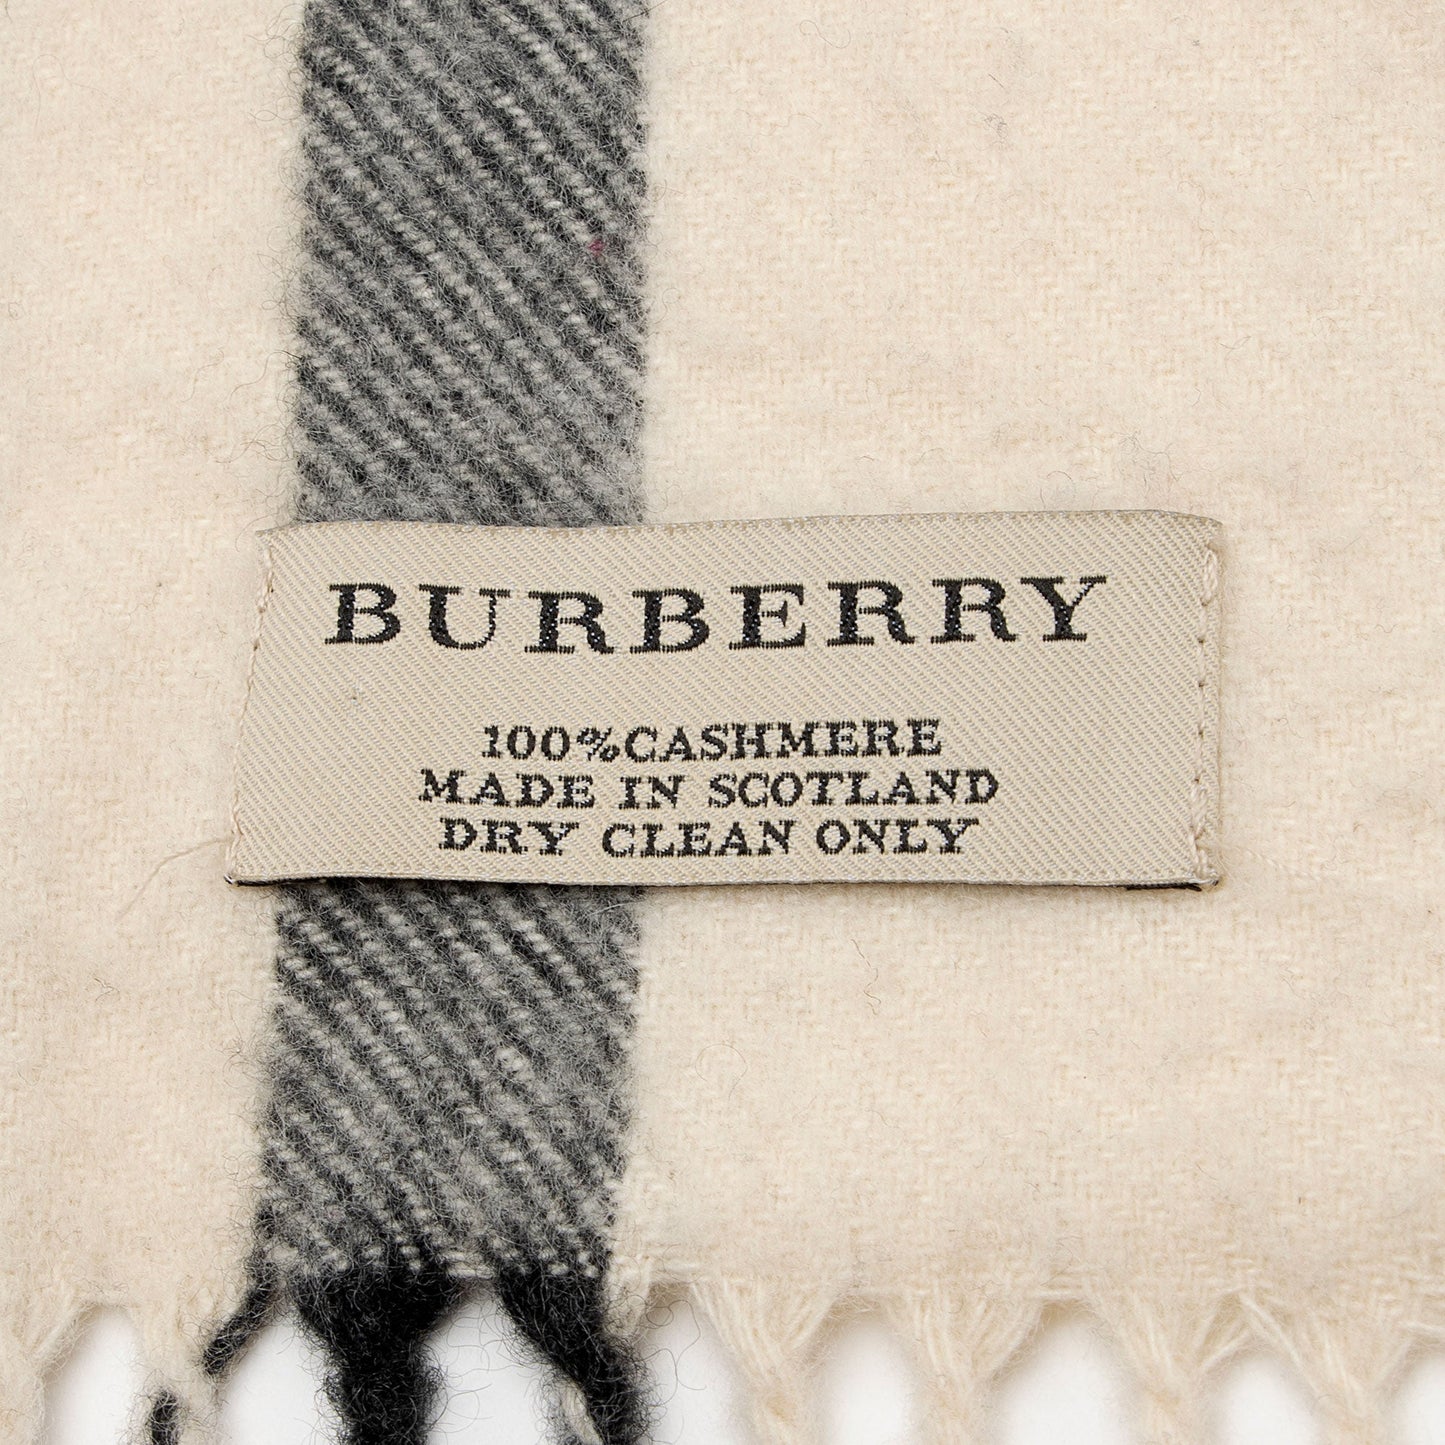 BURBERRY
100%CASHMERE
MADE IN SCOTLAND
DRY CLEAN ONLY